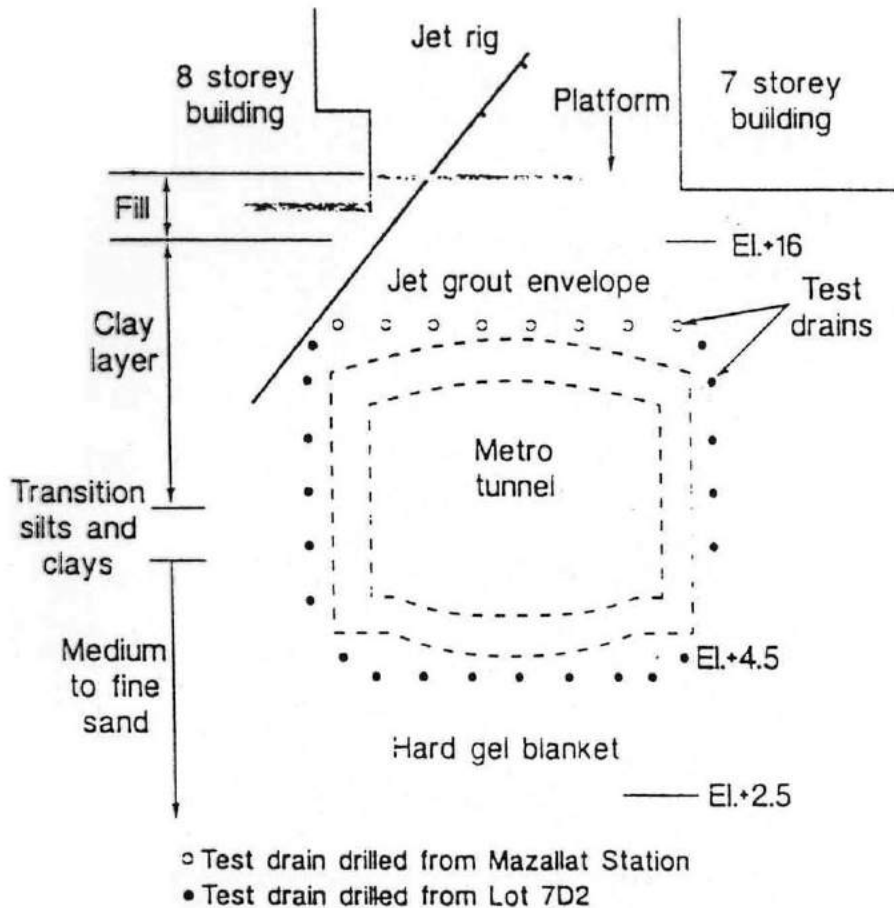 Jet rig
8 storey
building
Platform
7 storey
building
Fill
El.+16
Jet grout envelope
Test
drains
Clay
layer
Metro
tunnel
Transition
silts and
clays
Medium
to fine
sand
El.+4.5
Hard gel blanket
El.+2.5
Test drain drilled from Mazallat Station
Test drain drilled from Lot 7D2